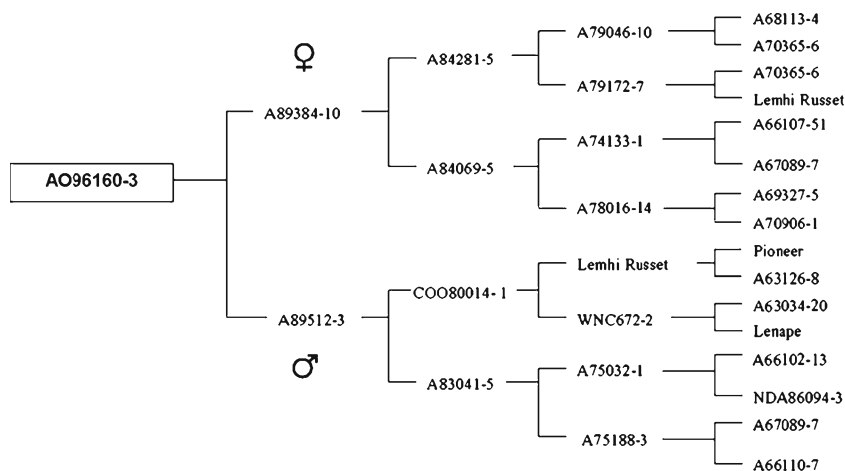 AO96160-3
♀
A89384-10
A89512-3
♂
A84281-5
A84069-5
COO80014-1
A83041-5
A79046-10
A79172-7
A74133-1
A78016-14
Lemhi Russet
WNC672-2
A75032-1
A75188-3
A68113-4
A70365-6
A70365-6
Lemhi Russet
A66107-51
A67089-7
A69327-5
A70906-1
Pioneer
A63126-8
A63034-20
Lenape
A66102-13
NDA86094-3
A67089-7
A66110-7